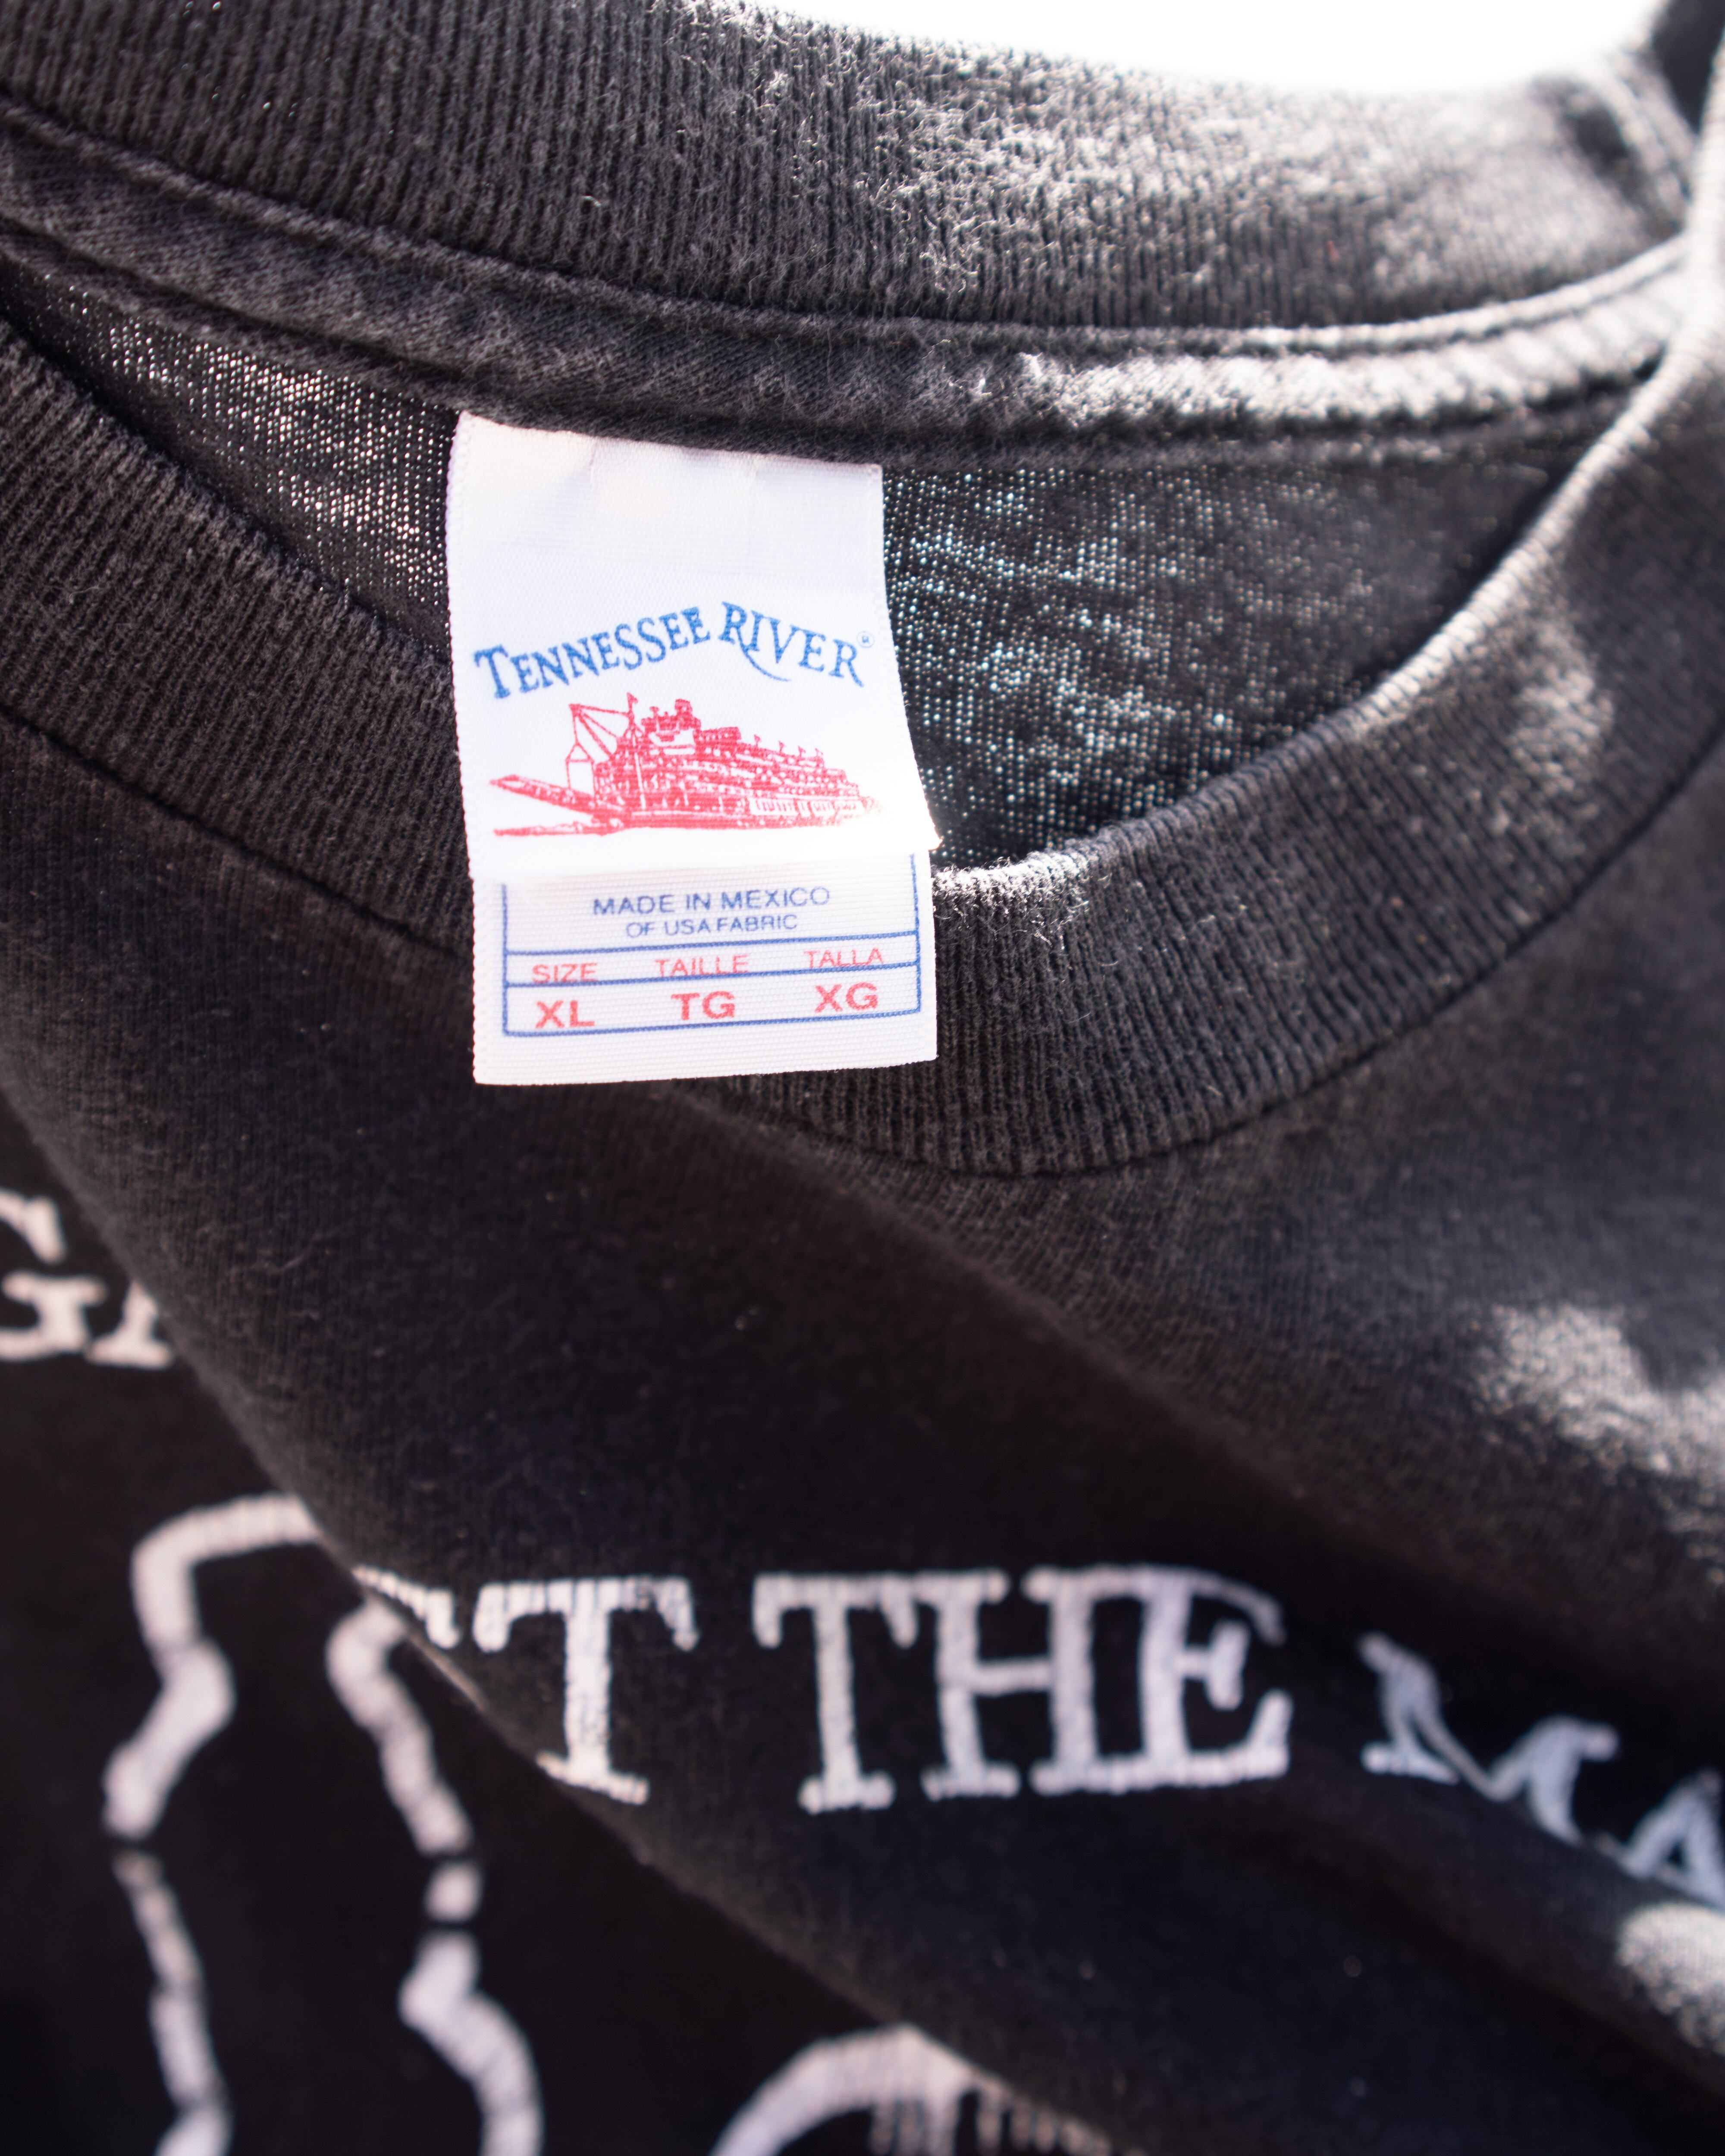 TENNESSEE RIVER®
MADE IN MEXICO
OF USA FABRIC
SIZE TAILLE TALLA
XL TG XG
THE